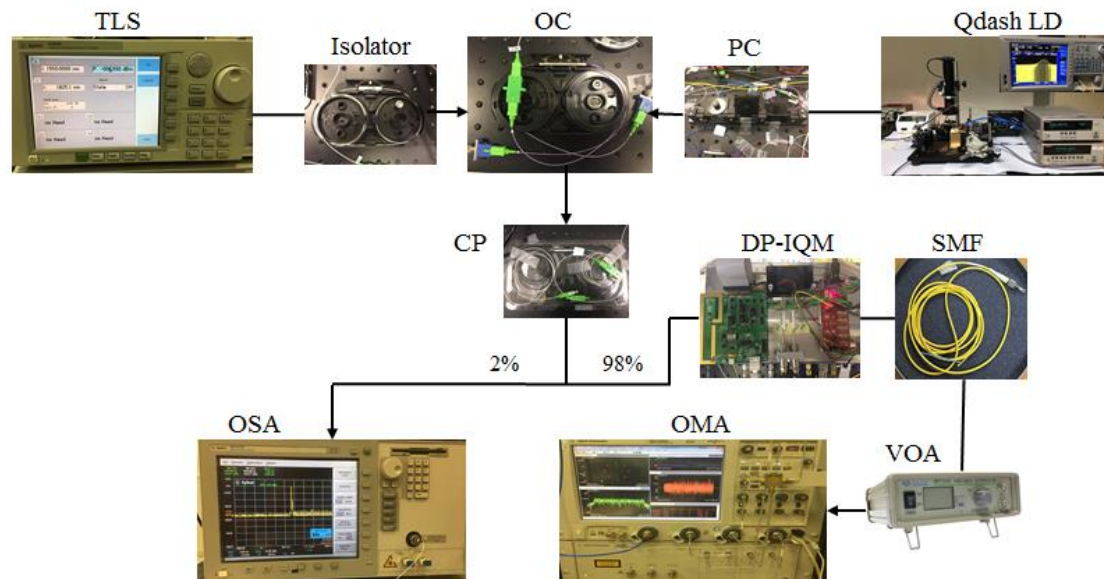 TLS
Isolator
OC
PC
Qdash LD
CP
DP-IQM
SMF
2%
98%
OSA
OMA
VOA